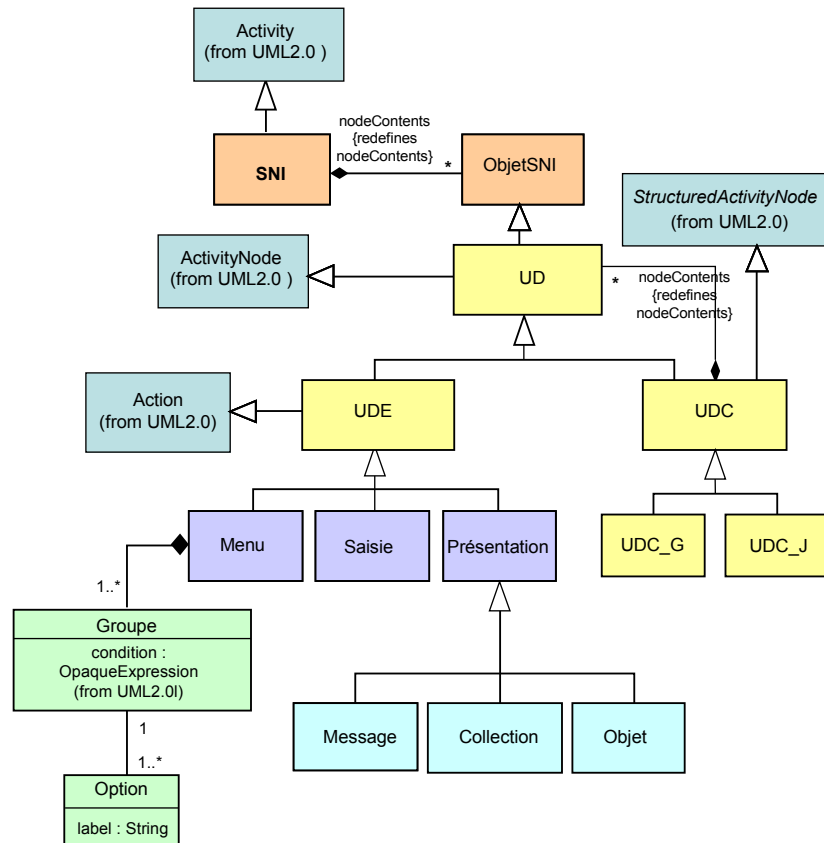 Activity
(from UML2.0 )
nodeContents
{redefines
nodeContents}
*
SNI
ObjetSNI
StructuredActivityNode
(from UML2.0)
ActivityNode
(from UML2.0 )
UD
*
nodeContents
{redefines
nodeContents}
Action
(from UML2.0)
UDE
UDC
Menu
Saisie
Présentation
UDC_G
UDC_J
1..*
Groupe
condition :
OpaqueExpression
(from UML2.0l)
1
1..*
Message
Collection
Objet
Option
label : String